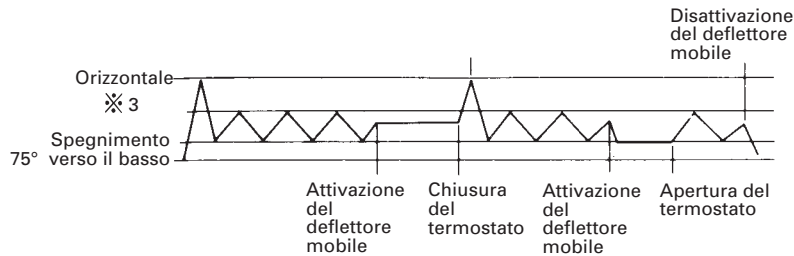 Disattivazione
del deflettore
mobile
Orizzontale
※ 3
Spegnimento
75° verso il basso
Attivazione
del
deflettore
mobile
Chiusura
del
termostato
Attivazione
del
deflettore
mobile
Apertura del
termostato